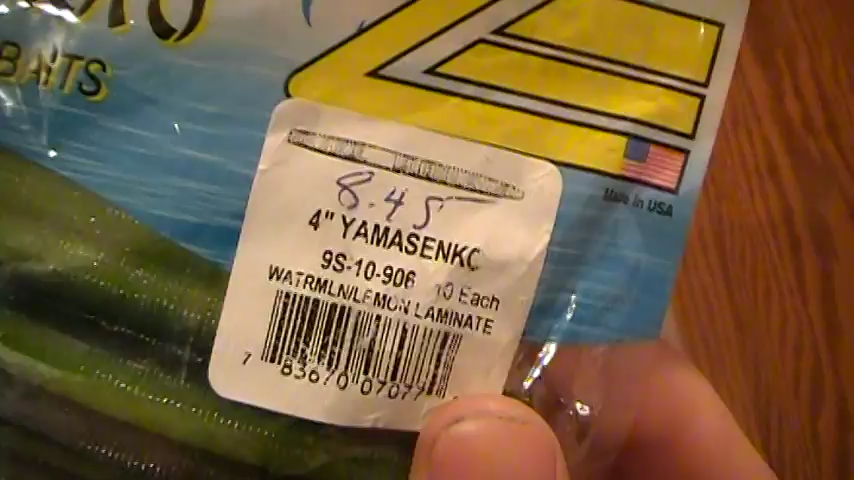 BAITS
Made in USA
8.45
4" YAMASENKO
9S-10-906 10 Each
WATRMLN/LEMON LAMINATE
7 83670 07077